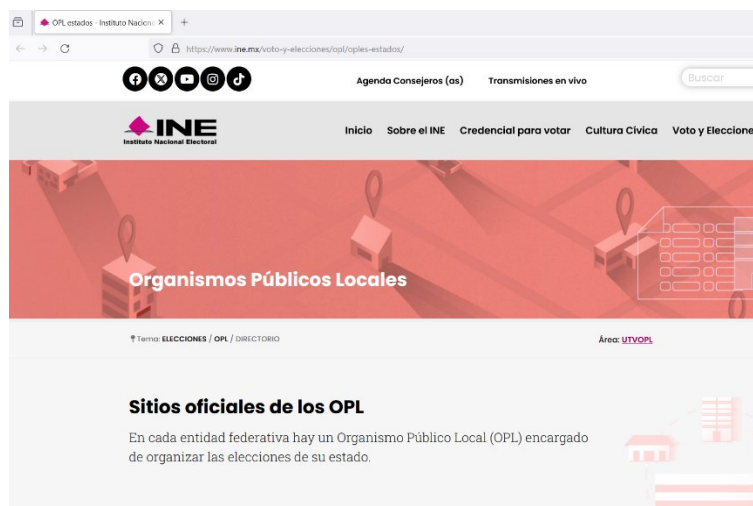 OPL estados - Instituto Nacion
https://www.ine.mx/voto-y-elecciones/opl/oples-estados/
Agenda Consejeros (as) Transmisiones en vivo Buscar
INE
Instituto Nacional Electoral
Inicio Sobre el INE Credencial para votar Cultura Cívica Voto y Eleccione
Organismos Públicos Locales
Tema: ELECCIONES / OPL / DIRECTORIO Área: UTVOPL
Sitios oficiales de los OPL
En cada entidad federativa hay un Organismo Público Local (OPL) encargado
de organizar las elecciones de su estado.